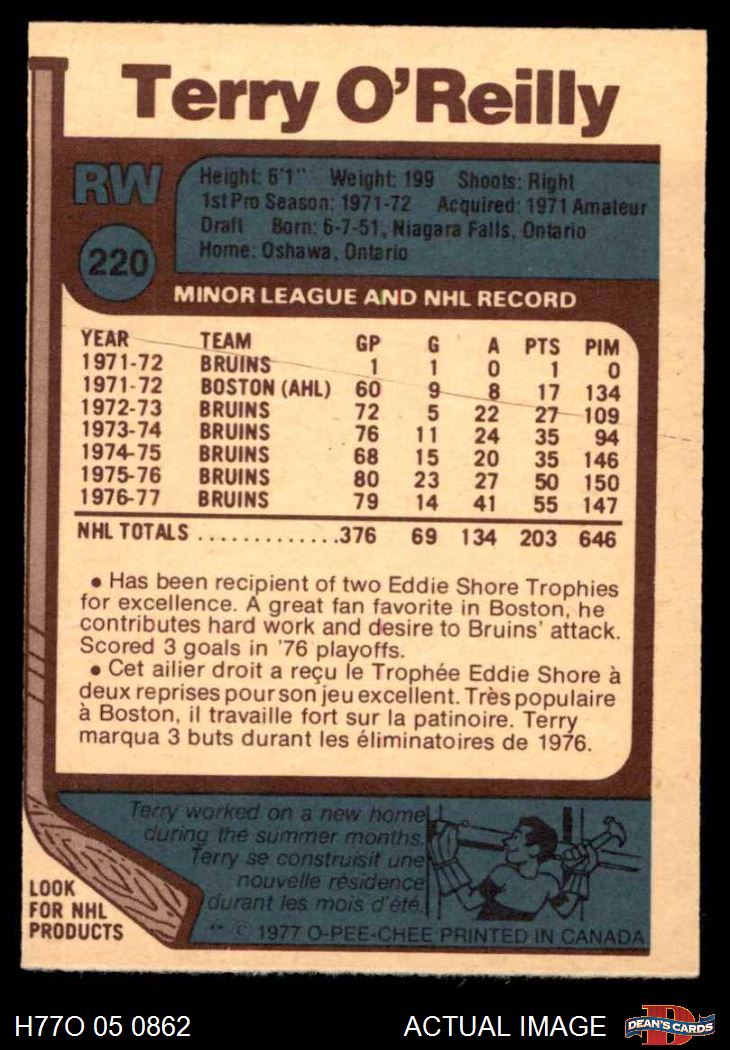 Terry O'Reilly
RW
220
Height: 6'1" Weight: 199 Shoots: Right
1st Pro Season: 1971-72 Acquired: 1971 Amateur
Draft Born: 6-7-51, Niagara Falls, Ontario
Home: Oshawa, Ontario
MINOR LEAGUE AND NHL RECORD
YEAR TEAM GP G A PTS PIM
1971-72 BRUINS 1 1 0 1 0
1971-72 BOSTON (AHL) 60 9 8 17 134
1972-73 BRUINS 72 5 22 27 109
1973-74 BRUINS 76 11 24 35 94
1974-75 BRUINS 68 15 20 35 146
1975-76 BRUINS 80 23 27 50 150
1976-77 BRUINS 79 14 41 55 147
NHL TOTALS .............376 69 134 203 646
• Has been recipient of two Eddie Shore Trophies
for excellence. A great fan favorite in Boston, he
contributes hard work and desire to Bruins' attack.
Scored 3 goals in '76 playoffs.
• Cet ailier droit a reçu le Trophée Eddie Shore à
deux reprises pour son jeu excellent. Très populaire
à Boston, il travaille fort sur la patinoire. Terry
marqua 3 buts durant les éliminatoires de 1976.
Terry worked on a new home
during the summer months.
Terry se construisit une
nouvelle résidence
durant les mois d'été.
LOOK
FOR NHL
PRODUCTS
** © 1977 O-PEE-CHEE PRINTED IN CANADA
H77O 05 0862
ACTUAL IMAGE
D
DEAN'S CARDS